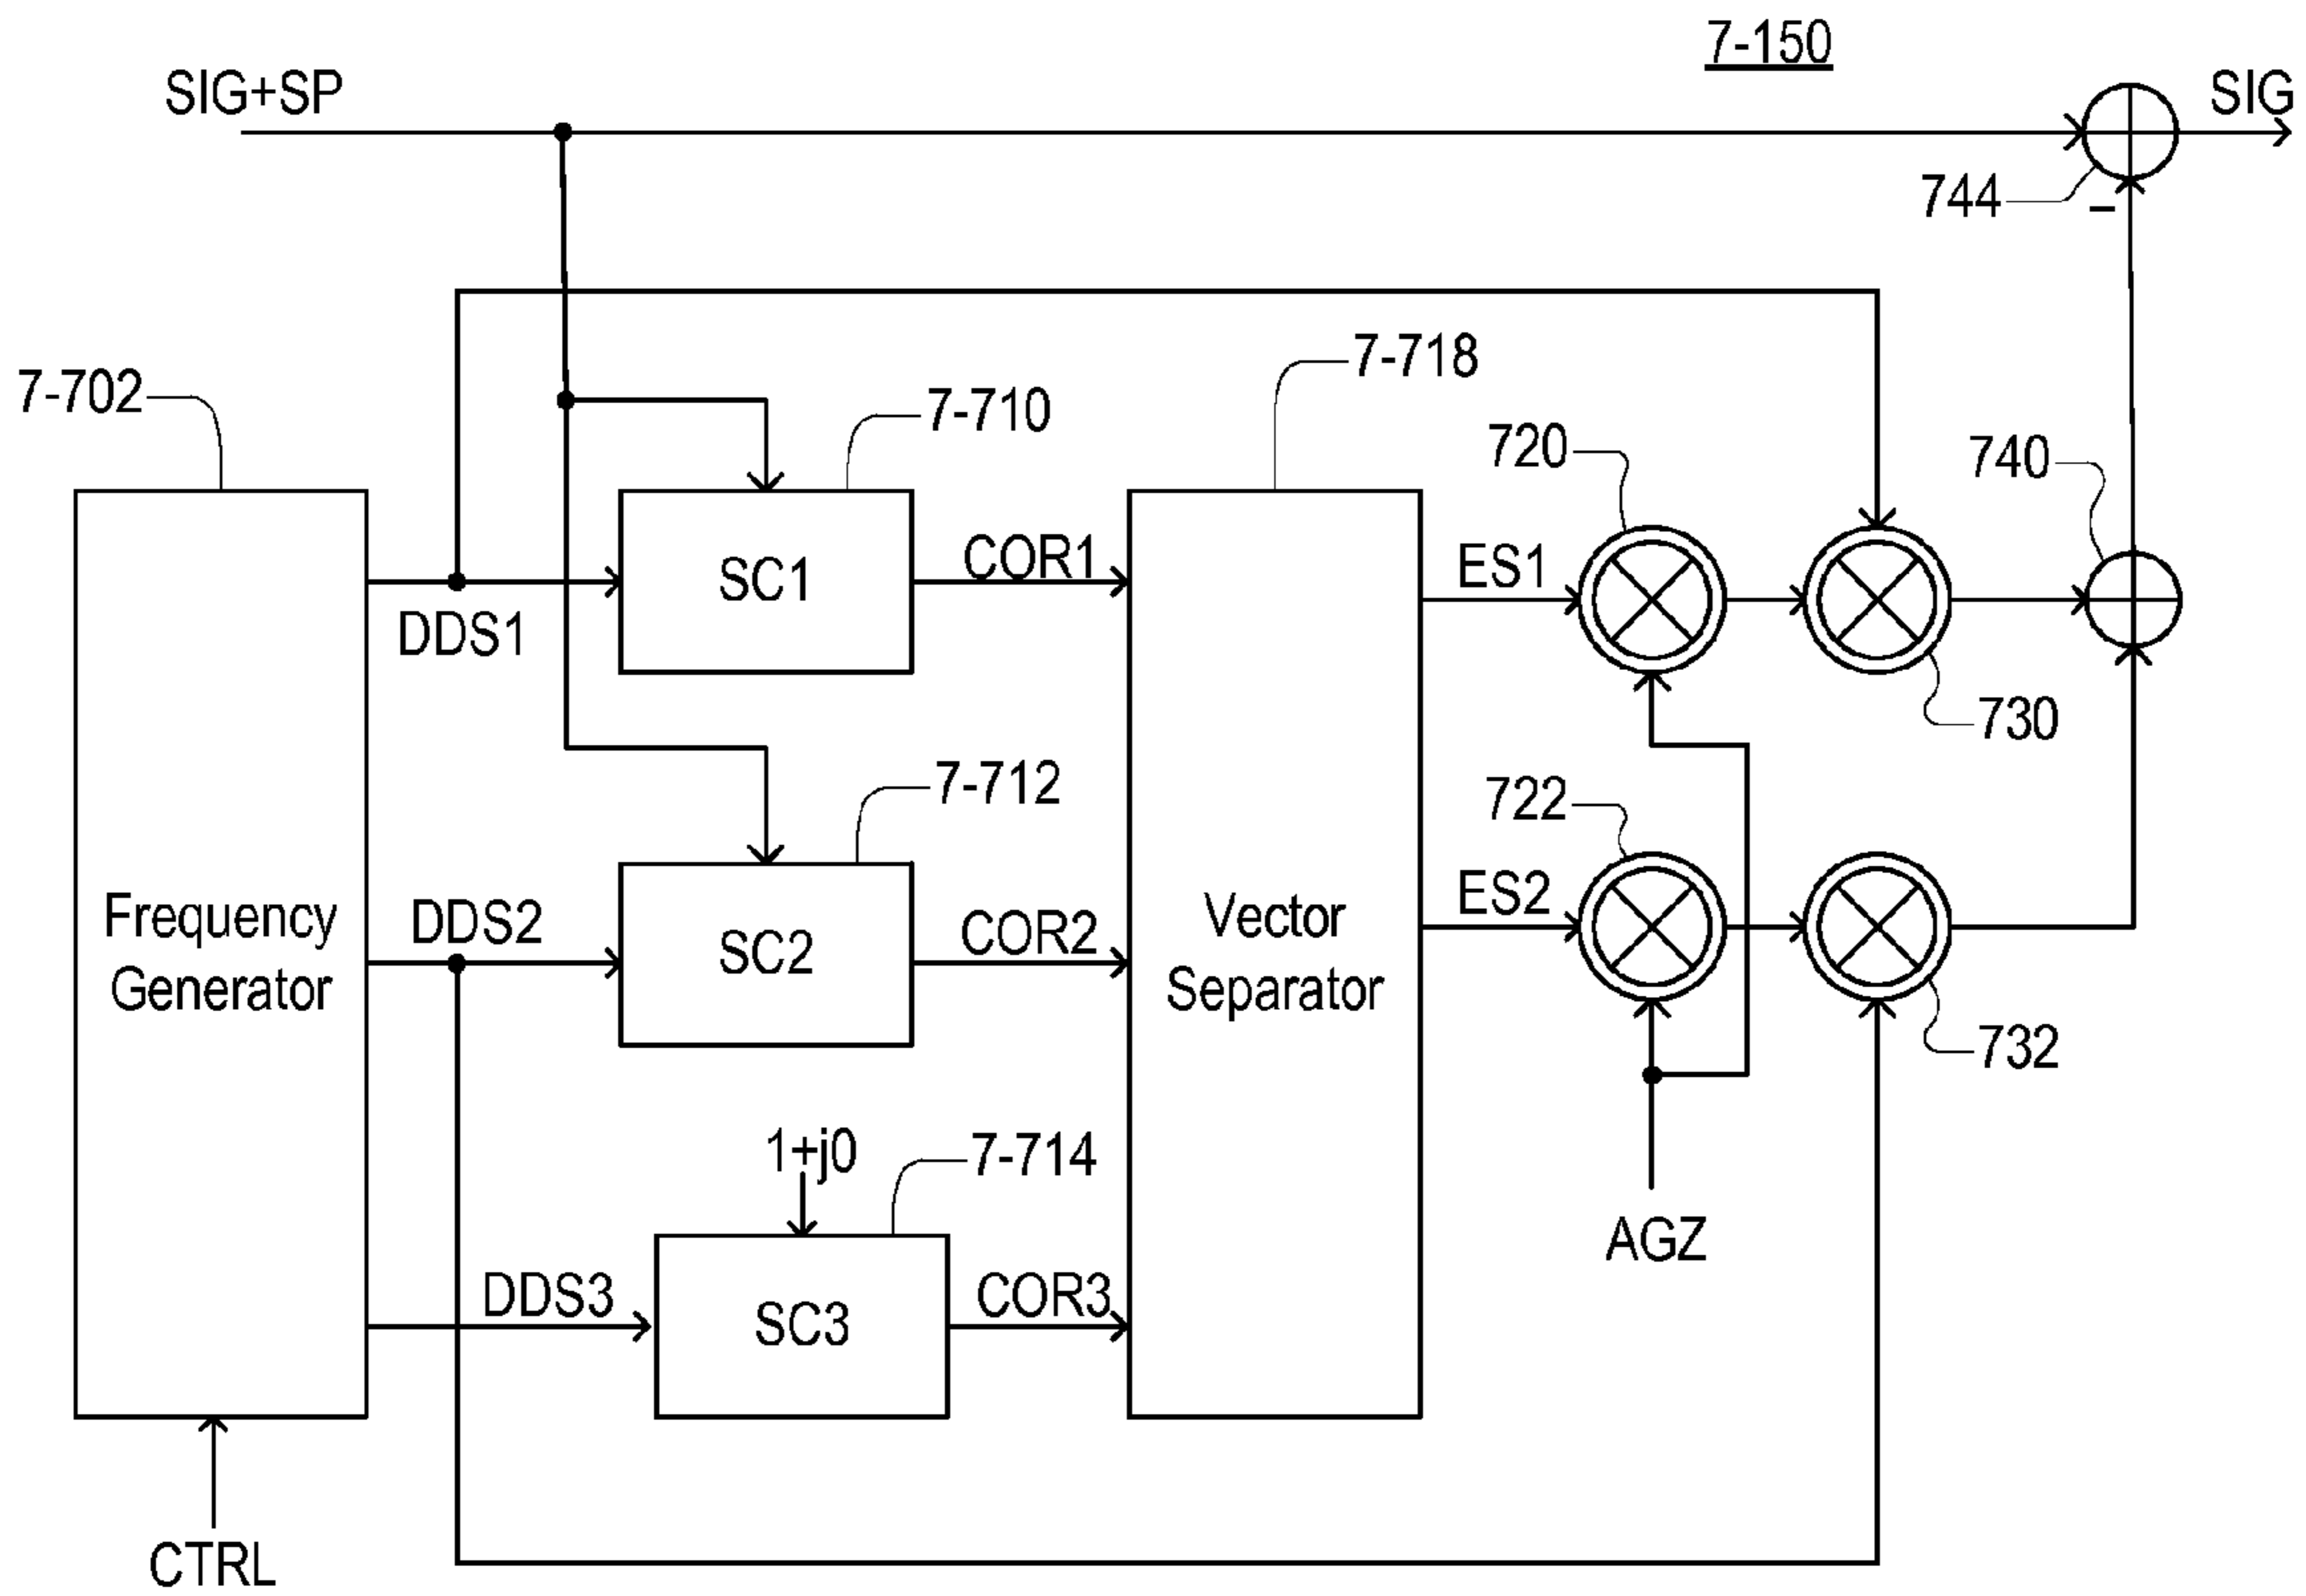 7-150
SIG+SP
SIG
744
–
7-702
7-710
7-718
720
740
DDS1
SC1
COR1
ES1
730
7-712
722
Frequency
Generator
DDS2
SC2
COR2
Vector
Separator
ES2
732
1+j0
7-714
DDS3
SC3
COR3
AGZ
CTRL